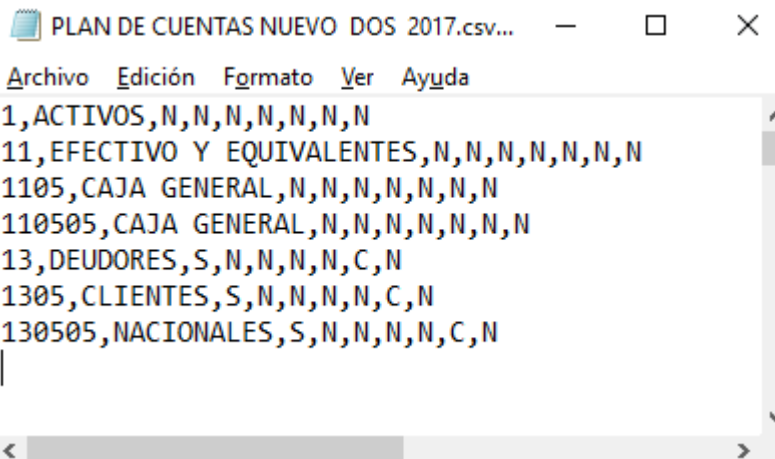 PLAN DE CUENTAS NUEVO DOS 2017.csv...
Archivo Edición Formato Ver Ayuda
1,ACTIVOS,N,N,N,N,N,N,N
11,EFECTIVO Y EQUIVALENTES,N,N,N,N,N,N,N
1105,CAJA GENERAL,N,N,N,N,N,N,N
110505,CAJA GENERAL,N,N,N,N,N,N,N
13,DEUDORES,S,N,N,N,N,C,N
1305,CLIENTES,S,N,N,N,N,C,N
130505,NACIONALES,S,N,N,N,N,C,N